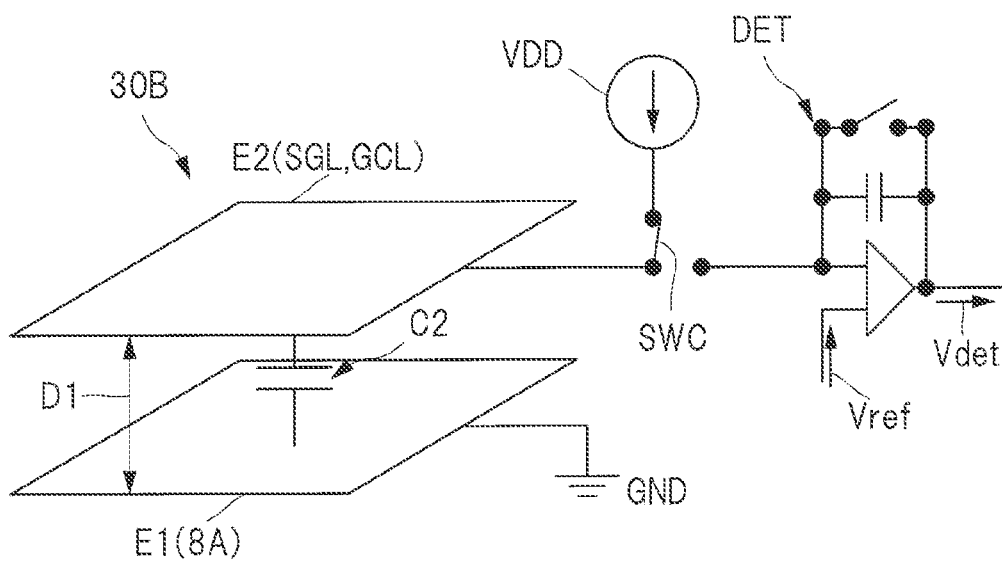 DET
VDD
30B
E2(SGL,GCL)
C2
SWC
Vdet
D1
Vref
GND
E1(8A)